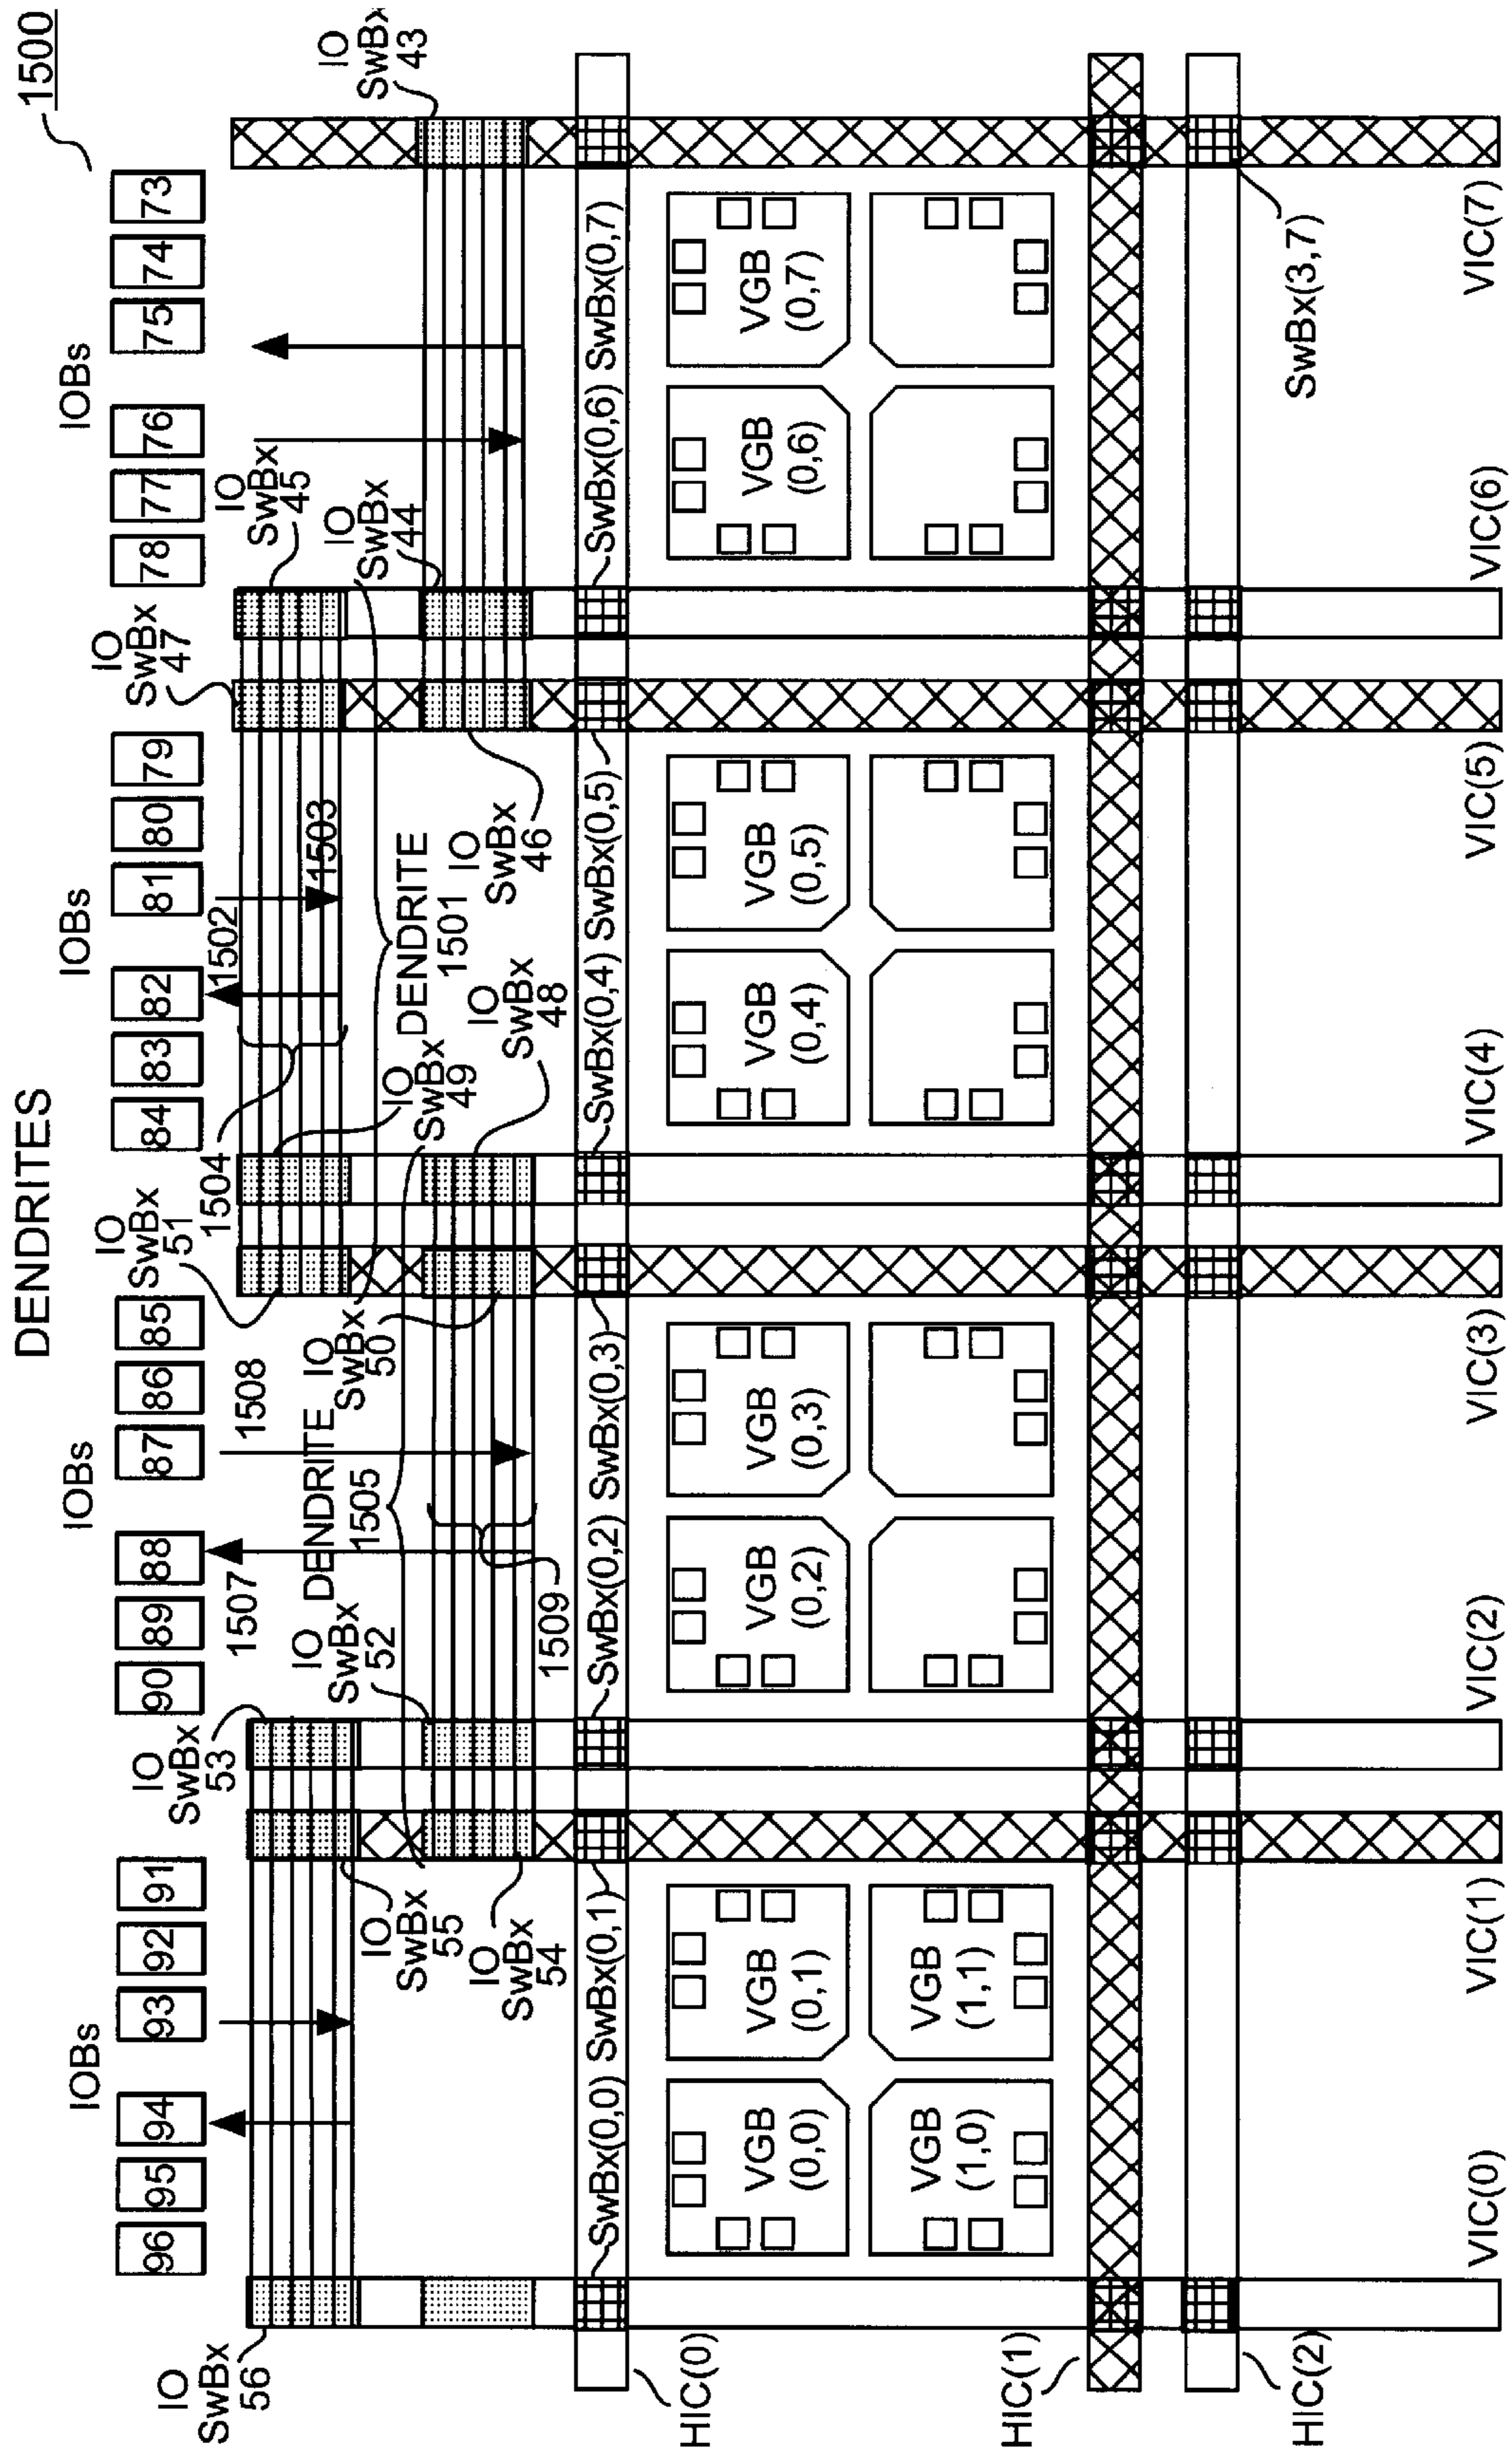 DENDRITES
1500
IOBs
IOBs
IOBs
IOBs
96
95
94
93
92
91
90
89
88
87
86
85
84
83
82
81
80
79
78
77
76
75
74
73
IO
SwBx
56
IO
SwBx
53
IO
SwBx
51
IO
SwBx
47
IO
SwBx
45
IO
SwBx
43
1507
1508
1504
1502
1503
IO
SwBx
52
DENDRITE
1505
IO
SwBx
50
IO
SwBx
49
DENDRITE
1501
IO
SwBx
44
IO
SwBx
55
IO
SwBx
54
1509
IO
SwBx
48
IO
SwBx
46
SwBx(0,0)
SwBx(0,1)
SwBx(0,2)
SwBx(0,3)
SwBx(0,4)
SwBx(0,5)
SwBx(0,6)
SwBx(0,7)
HIC(0)
VGB
(0,0)
VGB
(0,1)
VGB
(0,2)
VGB
(0,3)
VGB
(0,4)
VGB
(0,5)
VGB
(0,6)
VGB
(0,7)
VGB
(1,0)
VGB
(1,1)
HIC(1)
HIC(2)
SwBx(3,7)
VIC(0)
VIC(1)
VIC(2)
VIC(3)
VIC(4)
VIC(5)
VIC(6)
VIC(7)